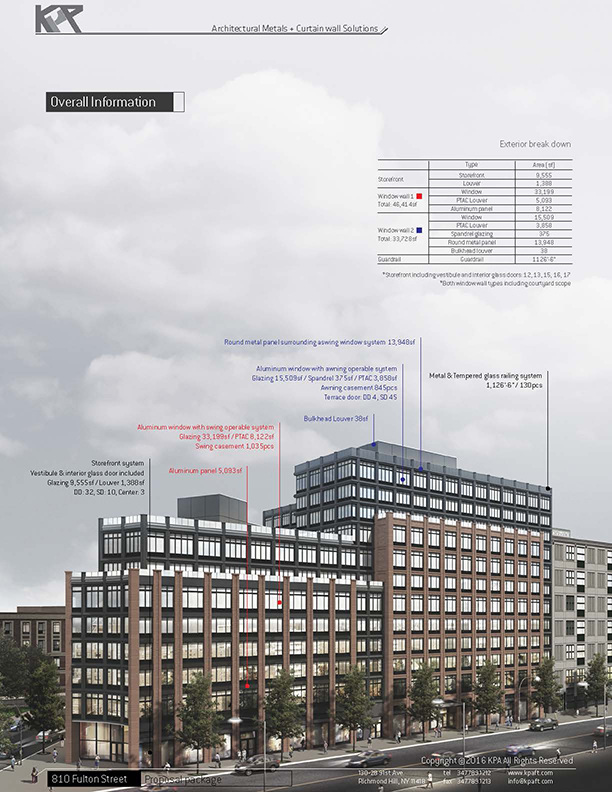 KPA
Architectural Metals + Curtain wall Solutions
Overall Information
Exterior break down
Type Area [sf]
Storefront Storefront 9,555
Louver 1,388
Window wall 1 Total: 46,414sf Window 33,199
PTAC Louver 5,093
Aluminum panel 8,122
Window wall 2 Total: 33,728sf Window 15,509
PTAC Louver 3,858
Spandrel glazing 375
Round metal panel 13,948
Bulkhead louver 38
Guardrail Guardrail 1126'-6"
*Storefront including vestibule and interior glass doors: 12, 13, 15, 16, 17
*Both window wall types including courtyard scope
Round metal panel surrounding aswing window system 13,948sf
Aluminum window with awning operable system
Glazing 15,509sf / Spandrel 375sf / PTAC 3,858sf
Awning casement 845pcs
Terrace door: DD 4, SD 45
Metal & Tempered glass railing system
1,126'-6" / 130pcs
Bulkhead Louver 38sf
Aluminum window with swing operable system
Glazing 33,199sf / PTAC 8,122sf
Swing casement 1,035pcs
Storefront system
Vestibule & interior glass door included
Glazing 9,555sf / Louver 1,388sf
DD: 32, SD: 10, Center: 3
Aluminum panel 5,093sf
Copyright @2016 KPA All Rights Reserved
810 Fulton Street Proposal package
130-28 91st Ave tel 34778931212 www.kpaft.com
Richmond Hill, NY 11418 fax 34778931213 info@kpaft.com